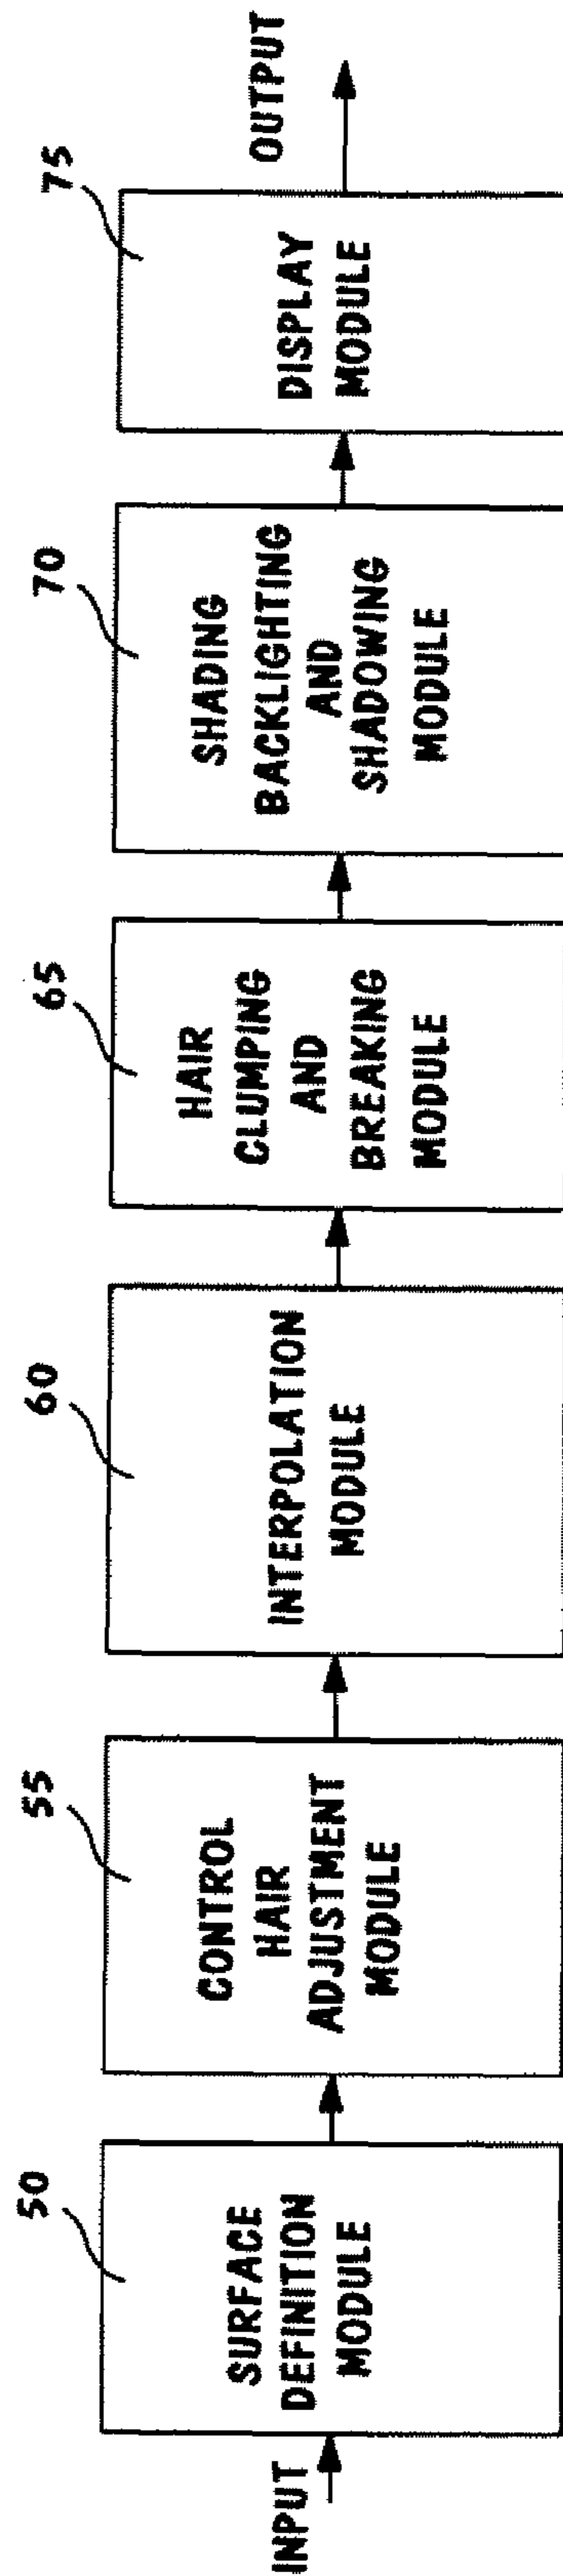 INPUT
50
SURFACE
DEFINITION
MODULE
55
CONTROL
HAIR
ADJUSTMENT
MODULE
60
INTERPOLATION
MODULE
65
HAIR
CLUMPING
AND
BREAKING
MODULE
70
SHADING
BACKLIGHTING
AND
SHADOWING
MODULE
75
DISPLAY
MODULE
OUTPUT